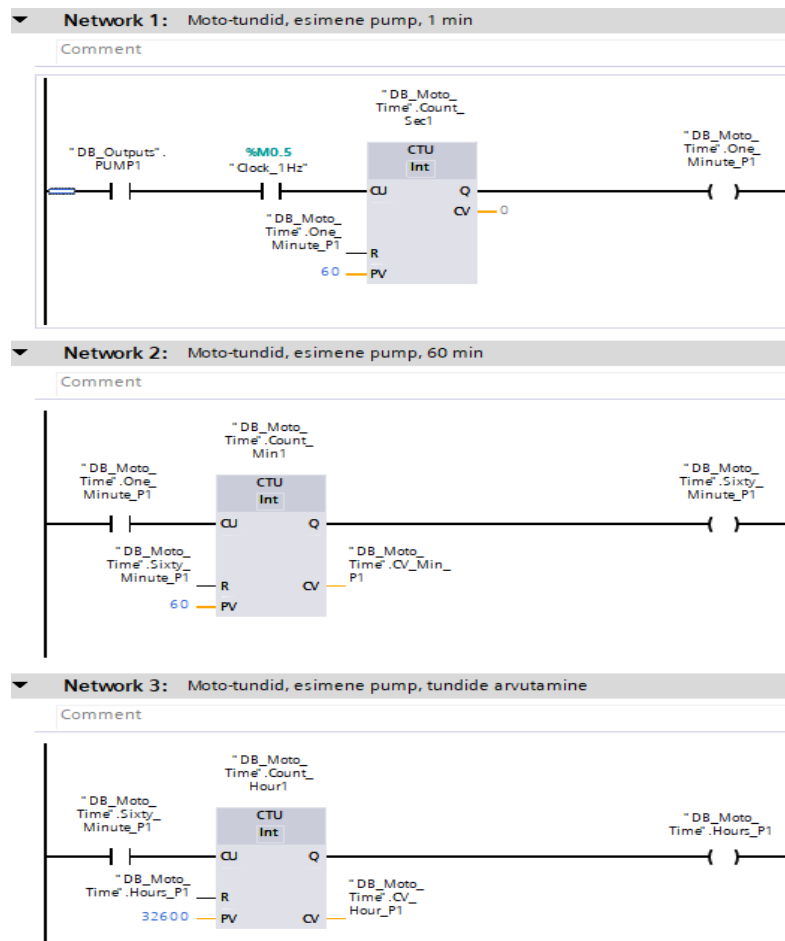 Network 1: Moto-tundid, esimene pump, 1 min
Comment
"DB_Moto_
Time".Count_
Sec1
"DB_Outputs".
PUMP1
%M0.5
"Clock_1Hz"
CTU
Int
"DB_Moto_
Time".One_
Minute_P1
CU Q
CV 0
"DB_Moto_
Time".One_
Minute_P1
R
60 PV
Network 2: Moto-tundid, esimene pump, 60 min
Comment
"DB_Moto_
Time".Count_
Min1
"DB_Moto_
Time".One_
Minute_P1
CTU
Int
"DB_Moto_
Time".Sixty_
Minute_P1
CU Q
"DB_Moto_
Time".Sixty_
Minute_P1
R CV
"DB_Moto_
Time".CV_Min_
P1
60 PV
Network 3: Moto-tundid, esimene pump, tundide arvutamine
Comment
"DB_Moto_
Time".Count_
Hour1
"DB_Moto_
Time".Sixty_
Minute_P1
CTU
Int
"DB_Moto_
Time".Hours_P1
CU Q
"DB_Moto_
Time".Hours_P1
R
"DB_Moto_
Time".CV_
Hour_P1
32600 PV CV